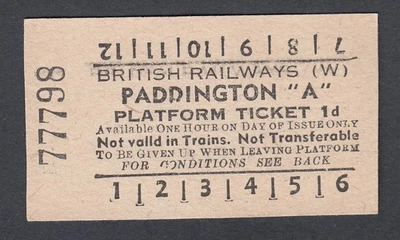 12|11|10|9|8|7
BRITISH RAILWAYS (W)
PADDINGTON "A"
PLATFORM TICKET 1d
Available ONE HOUR ON DAY OF ISSUE ONLY
Not valid in Trains. Not Transferable
TO BE GIVEN UP WHEN LEAVING PLATFORM
FOR CONDITIONS SEE BACK
1|2|3|4|5|6
77798